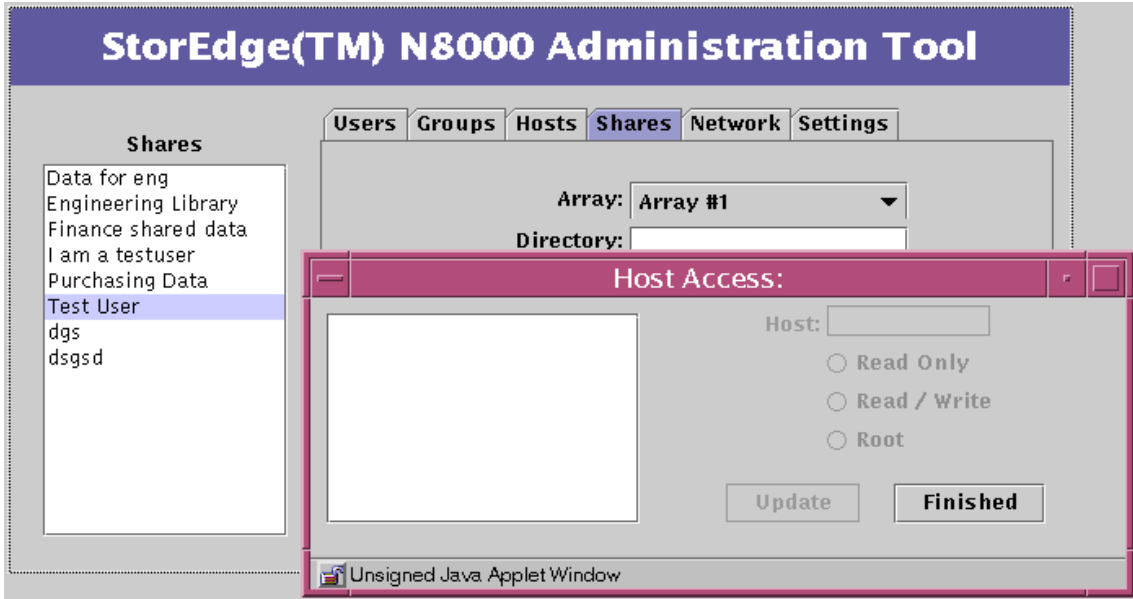 StorEdge(TM) N8000 Administration Tool
Users Groups Hosts Shares Network Settings
Shares
Data for eng
Engineering Library
Finance shared data
I am a testuser
Purchasing Data
Test User
dgs
dsgsd
Array: Array #1
Directory:
Host Access:
Host:
Read Only
Read / Write
Root
Update Finished
Unsigned Java Applet Window